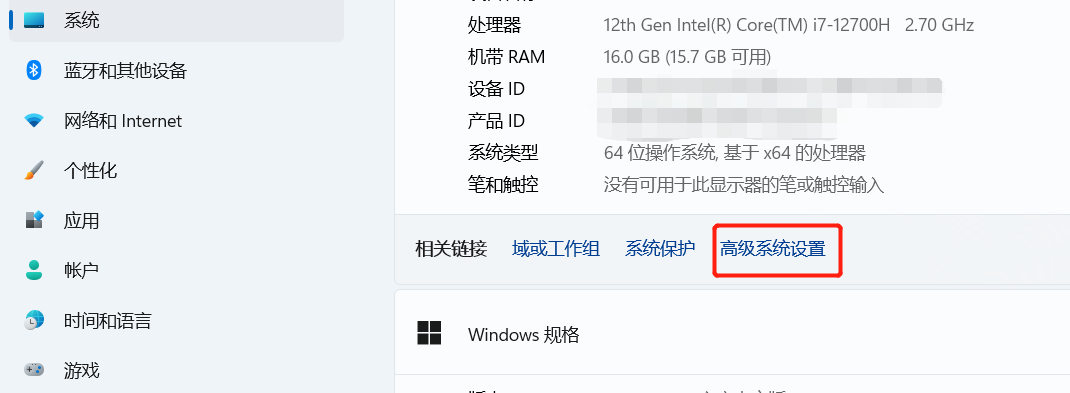 系统
蓝牙和其他设备
网络和 Internet
个性化
应用
帐户
时间和语言
游戏
处理器 12th Gen Intel(R) Core(TM) i7-12700H 2.70 GHz
机带 RAM 16.0 GB (15.7 GB 可用)
设备 ID
产品 ID
系统类型 64 位操作系统, 基于 x64 的处理器
笔和触控 没有可用于此显示器的笔或触控输入
相关链接 域或工作组 系统保护 高级系统设置
Windows 规格